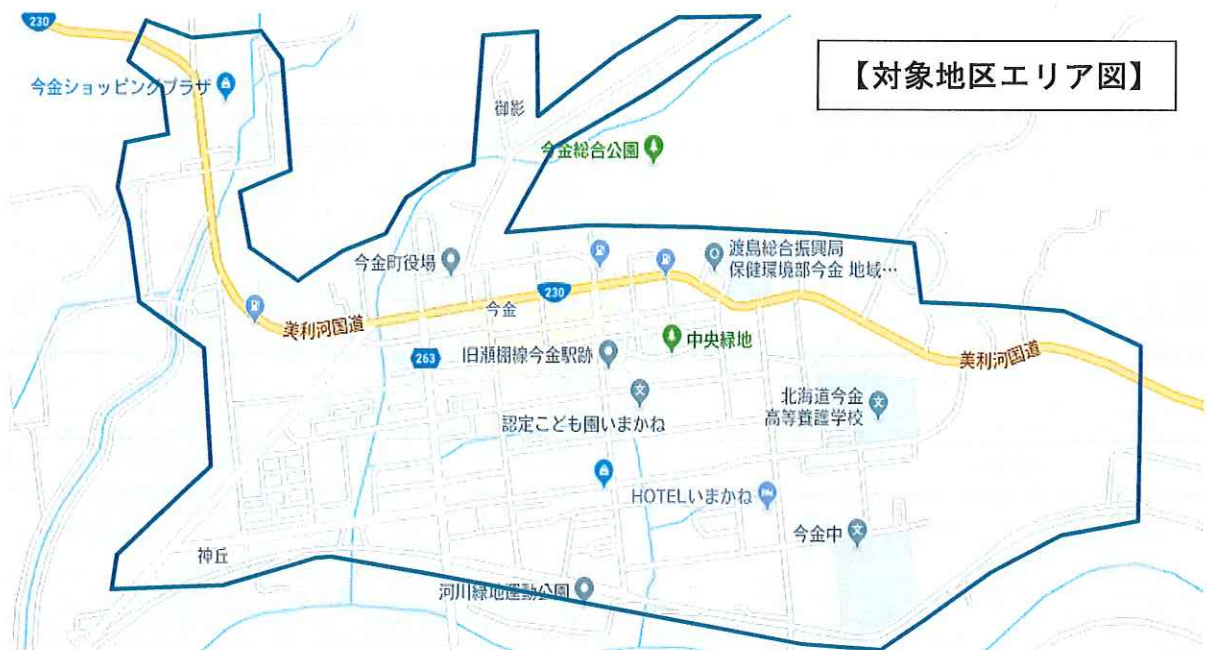 230
今金ショッピングプラザ
【対象地区エリア図】
御影
今金総合公園
今金町役場
渡島総合振興局
保健環境部今金 地域…
230
今金
美利河国道
263
旧瀬棚線今金駅跡
中央緑地
美利河国道
認定こども園いまかね
北海道今金
高等養護学校
HOTELいまかね
今金中
神丘
河川緑地運動公園